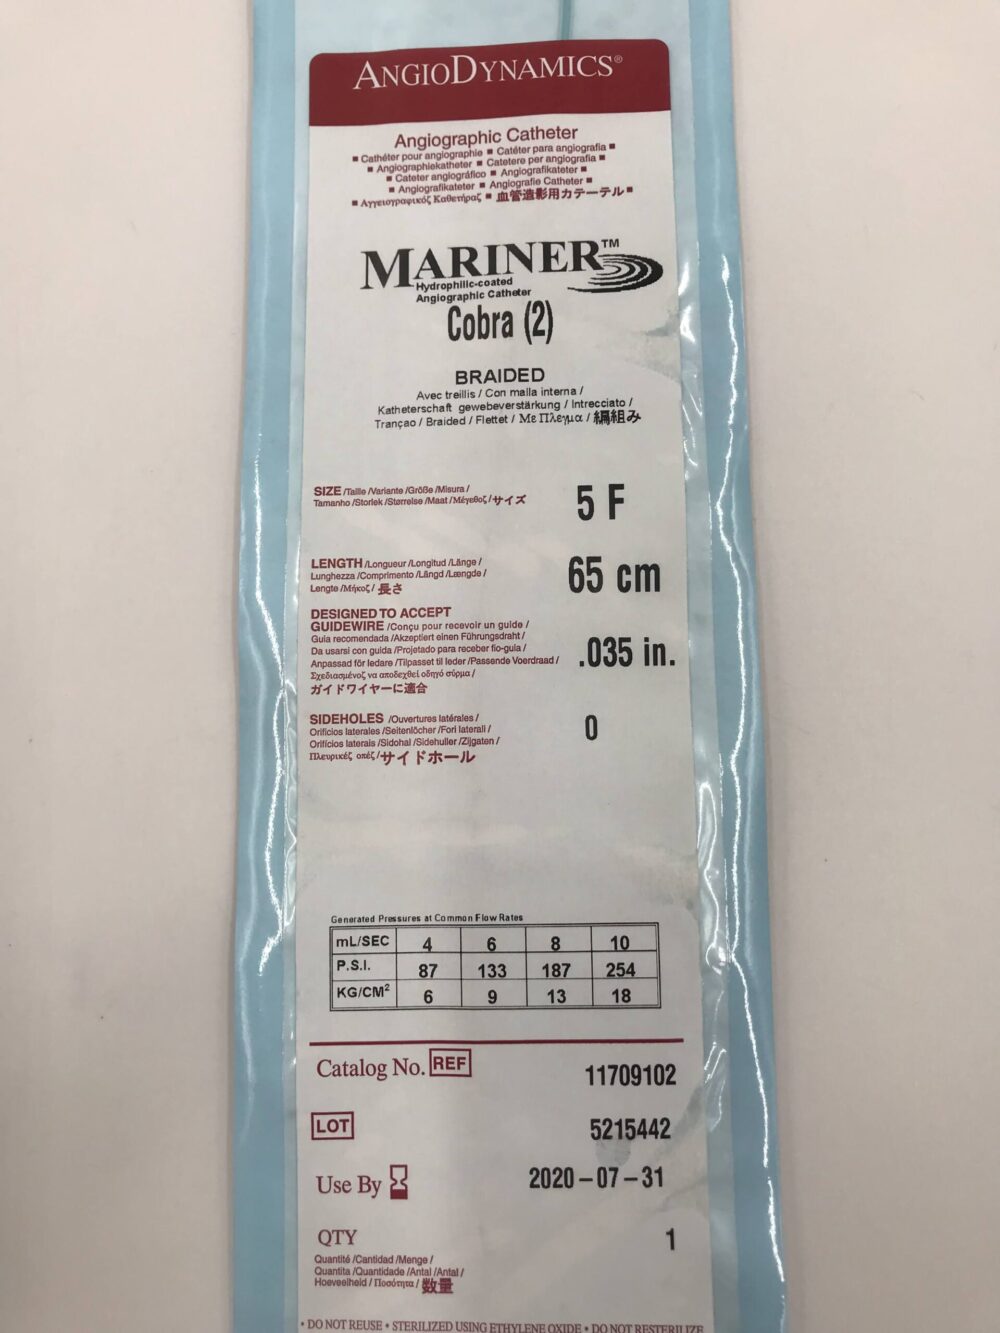 ANGIODYNAMICS®
Angiographic Catheter
■ Cathéter pour angiographie ■ Catéter para angiografia ■
■ Angiographiekatheter ■ Catetere per angiografia ■
■ Cateter angiográfico ■ Angiografikateter ■
■ Angiografikateter ■ Angiografie Catheter ■
■ Αγγειογραφικός Καθετήρας ■ 血管造影用カテーテル ■
MARINER™
Hydrophilic-coated
Angiographic Catheter
Cobra (2)
BRAIDED
Avec treillis / Con malla interna /
Katheterschaft gewebeverstärkung / Intrecciato /
Trançao / Braided / Flettet / Με Πλεγμα / 編組み
SIZE /Taille /Variante /Größe /Misura /
Tamanho /Storlek /Størrelse /Maat /Μέγεθος /サイズ
5 F
LENGTH /Longueur /Longitud /Länge /
Lunghezza /Comprimento /Längd /Længde /
Lengte /Μήκος / 長さ
65 cm
DESIGNED TO ACCEPT
GUIDEWIRE /Conçu pour recevoir un guide /
Guia recomendada /Akzeptiert einen Führungsdraht /
Da usarsi con guida /Projetado para receber fio-guia /
Anpassad för ledare /Tilpasset til leder /Passende Voerdraad /
Σχεδιασμένος να αποδεχθεί οδηγό σύρμα /
ガイドワイヤーに適合
.035 in.
SIDEHOLES /Ouvertures latérales /
Orificios laterales /Seitenlöcher /Fori laterali /
Orifícios laterais /Sidohal /Sidehuller /Zijgaten /
Πλευρικές οπές /サイドホール
0
Generated Pressures at Common Flow Rates
mL/SEC 4 6 8 10
P.S.I. 87 133 187 254
KG/CM² 6 9 13 18
Catalog No. REF 11709102
LOT 5215442
Use By 2020-07-31
QTY 1
Quantité /Cantidad /Menge /
Quantita /Quantidade /Antal /Antal /
Hoeveelheid / Ποσότητα / 数量
• DO NOT REUSE • STERILIZED USING ETHYLENE OXIDE • DO NOT RESTERILIZE